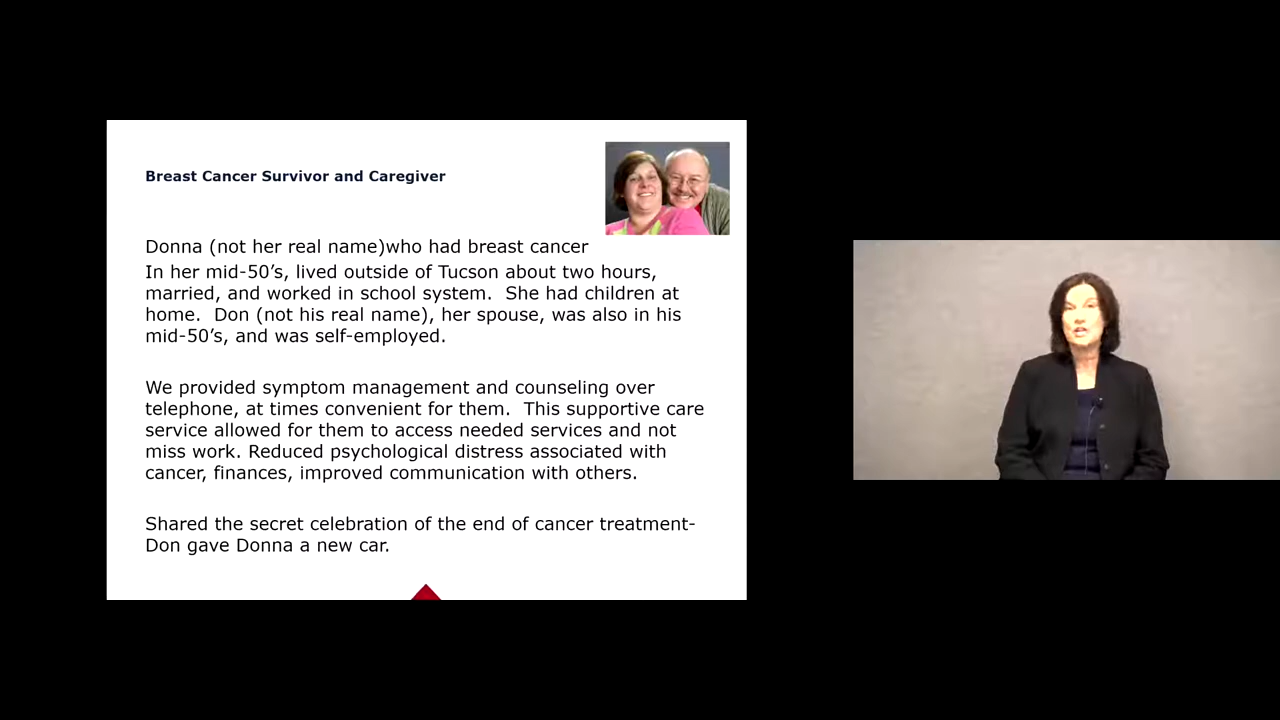 Breast Cancer Survivor and Caregiver
Donna (not her real name)who had breast cancer
In her mid-50’s, lived outside of Tucson about two hours,
married, and worked in school system.  She had children at
home.  Don (not his real name), her spouse, was also in his
mid-50’s, and was self-employed.
We provided symptom management and counseling over
telephone, at times convenient for them.  This supportive care
service allowed for them to access needed services and not
miss work. Reduced psychological distress associated with
cancer, finances, improved communication with others.
Shared the secret celebration of the end of cancer treatment-
Don gave Donna a new car.